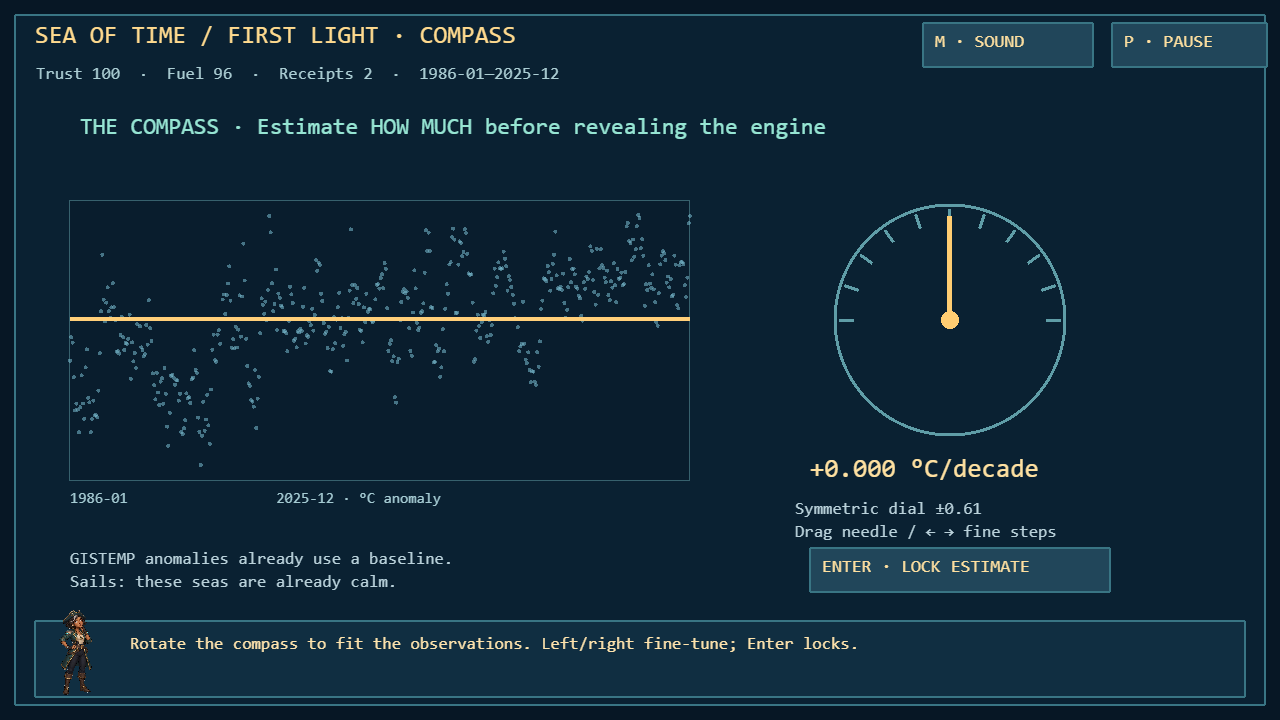 SEA OF TIME / FIRST LIGHT · COMPASS
M · SOUND
P · PAUSE
Trust 100 · Fuel 96 · Receipts 2 · 1986-01—2025-12
THE COMPASS · Estimate HOW MUCH before revealing the engine
+0.000 °C/decade
1986-01
2025-12 · °C anomaly
Symmetric dial ±0.61
Drag needle / ← → fine steps
GISTEMP anomalies already use a baseline.
Sails: these seas are already calm.
ENTER · LOCK ESTIMATE
Rotate the compass to fit the observations. Left/right fine-tune; Enter locks.